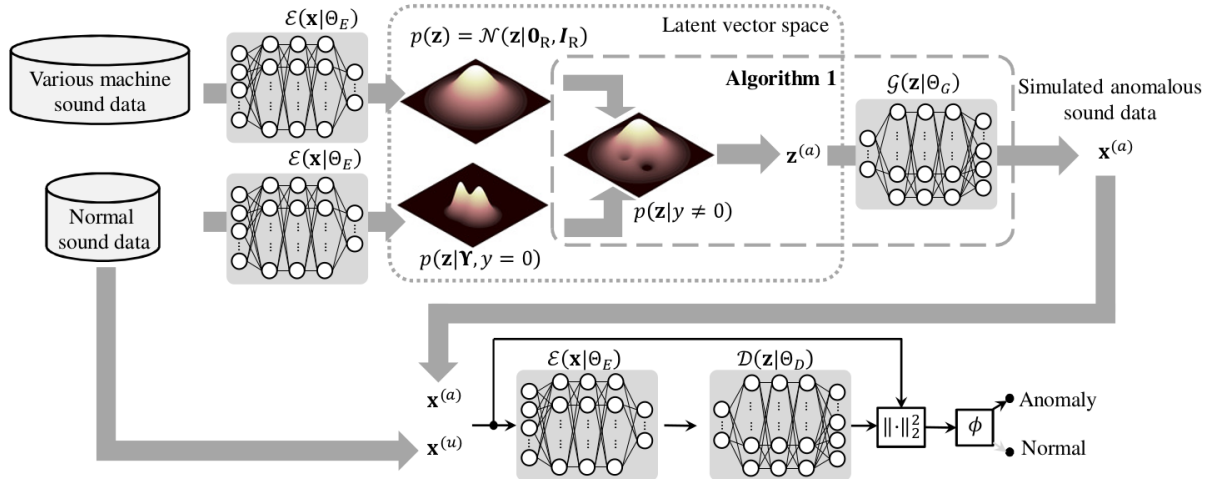 ℰ(𝐱|Θ_E)
Various machine
sound data
p(𝐳) = 𝒩(𝐳|𝟎_R, 𝑰_R)
Latent vector space
Algorithm 1
𝒢(𝐳|Θ_G)
Simulated anomalous
sound data
𝐱^(a)
𝐳^(a)
ℰ(𝐱|Θ_E)
Normal
sound data
p(𝐳|𝚼, y = 0)
p(𝐳|y ≠ 0)
ℰ(𝐱|Θ_E)
𝒟(𝐳|Θ_D)
𝐱^(a)
𝐱^(u)
‖·‖₂²
ϕ
Anomaly
Normal